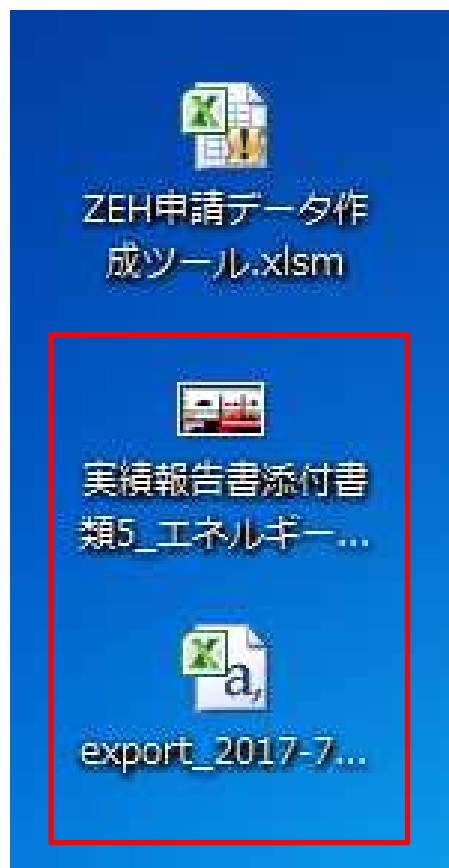 ZEH申請データ作
成ツール.xlsm
実績報告書添付書
類5_エネルギー...
a,
export_2017-7...